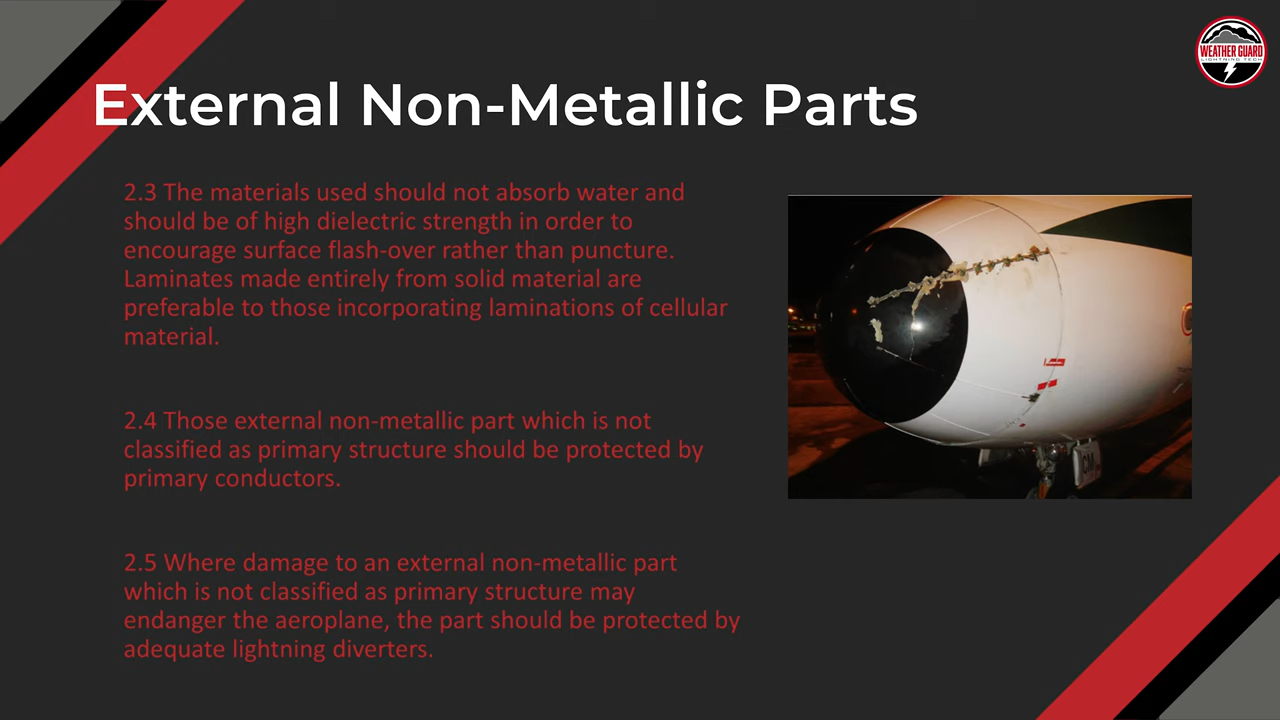 WEATHER GUARD
LIGHTNING TECH
External Non-Metallic Parts
2.3 The materials used should not absorb water and
should be of high dielectric strength in order to
encourage surface flash-over rather than puncture.
Laminates made entirely from solid material are
preferable to those incorporating laminations of cellular
material.
2.4 Those external non-metallic part which is not
classified as primary structure should be protected by
primary conductors.
2.5 Where damage to an external non-metallic part
which is not classified as primary structure may
endanger the aeroplane, the part should be protected by
adequate lightning diverters.
CM